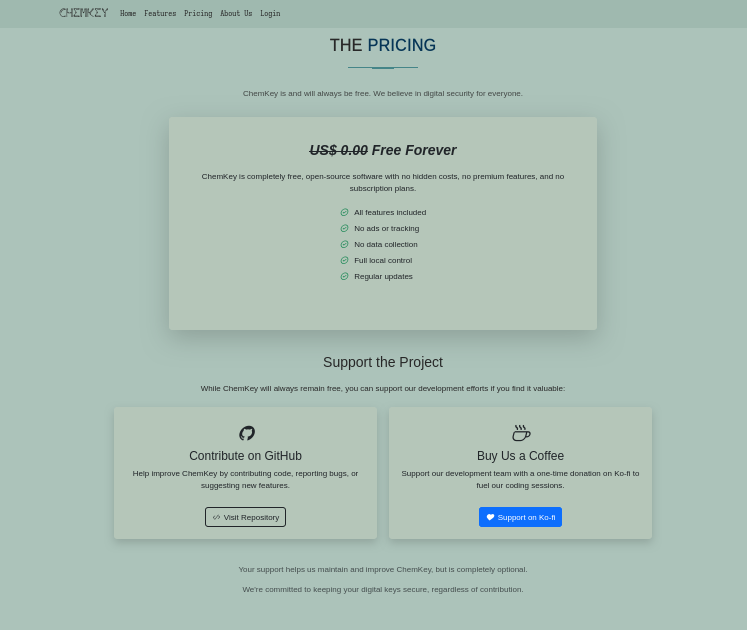 CHEMKEY Home Features Pricing About Us Login
THE PRICING
ChemKey is and will always be free. We believe in digital security for everyone.
US$ 0.00 Free Forever
ChemKey is completely free, open-source software with no hidden costs, no premium features, and no
subscription plans.
All features included
No ads or tracking
No data collection
Full local control
Regular updates
Support the Project
While ChemKey will always remain free, you can support our development efforts if you find it valuable:
Contribute on GitHub
Help improve ChemKey by contributing code, reporting bugs, or
suggesting new features.
Visit Repository
Buy Us a Coffee
Support our development team with a one-time donation on Ko-fi to
fuel our coding sessions.
Support on Ko-fi
Your support helps us maintain and improve ChemKey, but is completely optional.
We're committed to keeping your digital keys secure, regardless of contribution.